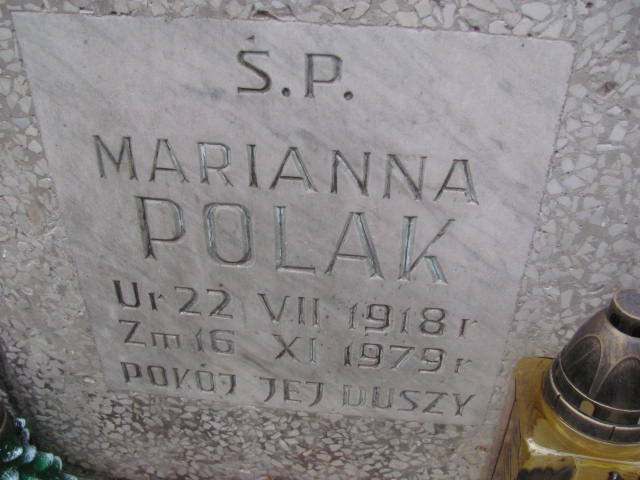 Ś.P.
MARIANNA
POLAK
Ur 22 VII 1918 r
Zm 16 XI 1979 r
POKÓJ JEJ DUSZY